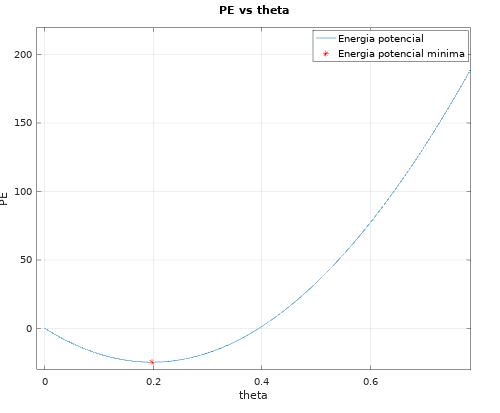 PE vs theta
Energia potencial
Energia potencial minima
200
150
100
50
0
PE
0
0.2
0.4
0.6
theta